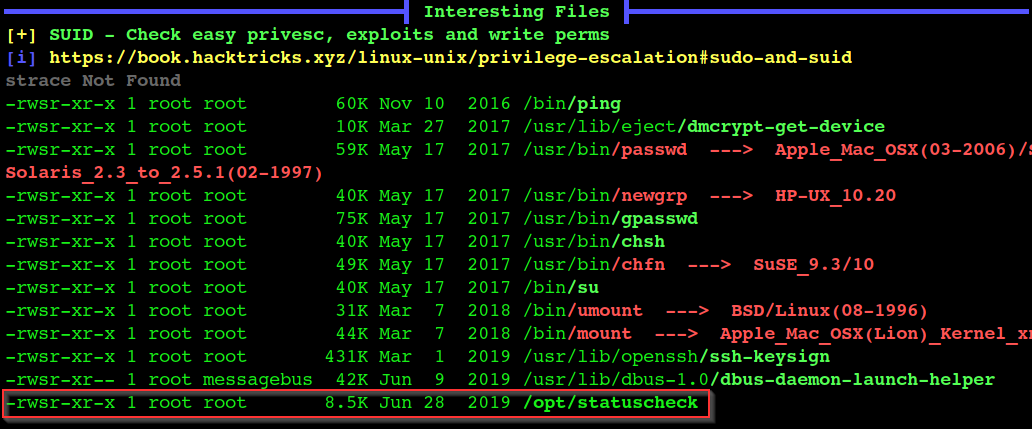 Interesting Files
[+] SUID - Check easy privesc, exploits and write perms
[i] https://book.hacktricks.xyz/linux-unix/privilege-escalation#sudo-and-suid
strace Not Found
-rwsr-xr-x 1 root root        60K Nov 10  2016 /bin/ping
-rwsr-xr-x 1 root root        10K Mar 27  2017 /usr/lib/eject/dmcrypt-get-device
-rwsr-xr-x 1 root root        59K May 17  2017 /usr/bin/passwd  --->  Apple_Mac_OSX(03-2006)/
Solaris_2.3_to_2.5.1(02-1997)
-rwsr-xr-x 1 root root        40K May 17  2017 /usr/bin/newgrp  --->  HP-UX_10.20
-rwsr-xr-x 1 root root        75K May 17  2017 /usr/bin/gpasswd
-rwsr-xr-x 1 root root        40K May 17  2017 /usr/bin/chsh
-rwsr-xr-x 1 root root        49K May 17  2017 /usr/bin/chfn  --->  SuSE_9.3/10
-rwsr-xr-x 1 root root        40K May 17  2017 /bin/su
-rwsr-xr-x 1 root root        31K Mar  7  2018 /bin/umount  --->  BSD/Linux(08-1996)
-rwsr-xr-x 1 root root        44K Mar  7  2018 /bin/mount  --->  Apple_Mac_OSX(Lion)_Kernel_
-rwsr-xr-x 1 root root       431K Mar  1  2019 /usr/lib/openssh/ssh-keysign
-rwsr-xr-- 1 root messagebus  42K Jun  9  2019 /usr/lib/dbus-1.0/dbus-daemon-launch-helper
-rwsr-xr-x 1 root root       8.5K Jun 28  2019 /opt/statuscheck